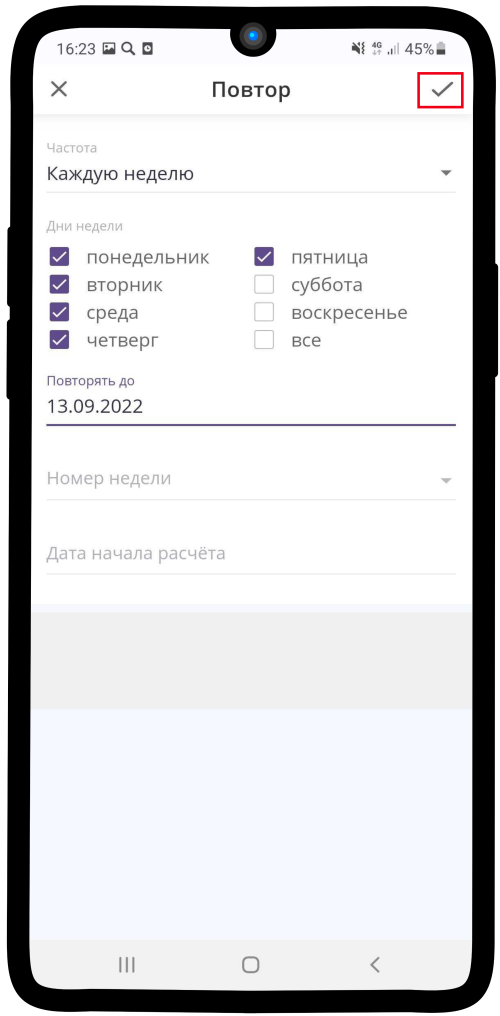 16:23 4G 45%
Повтор
Частота
Каждую неделю
Дни недели
понедельник пятница
вторник суббота
среда воскресенье
четверг все
Повторять до
13.09.2022
Номер недели
Дата начала расчёта